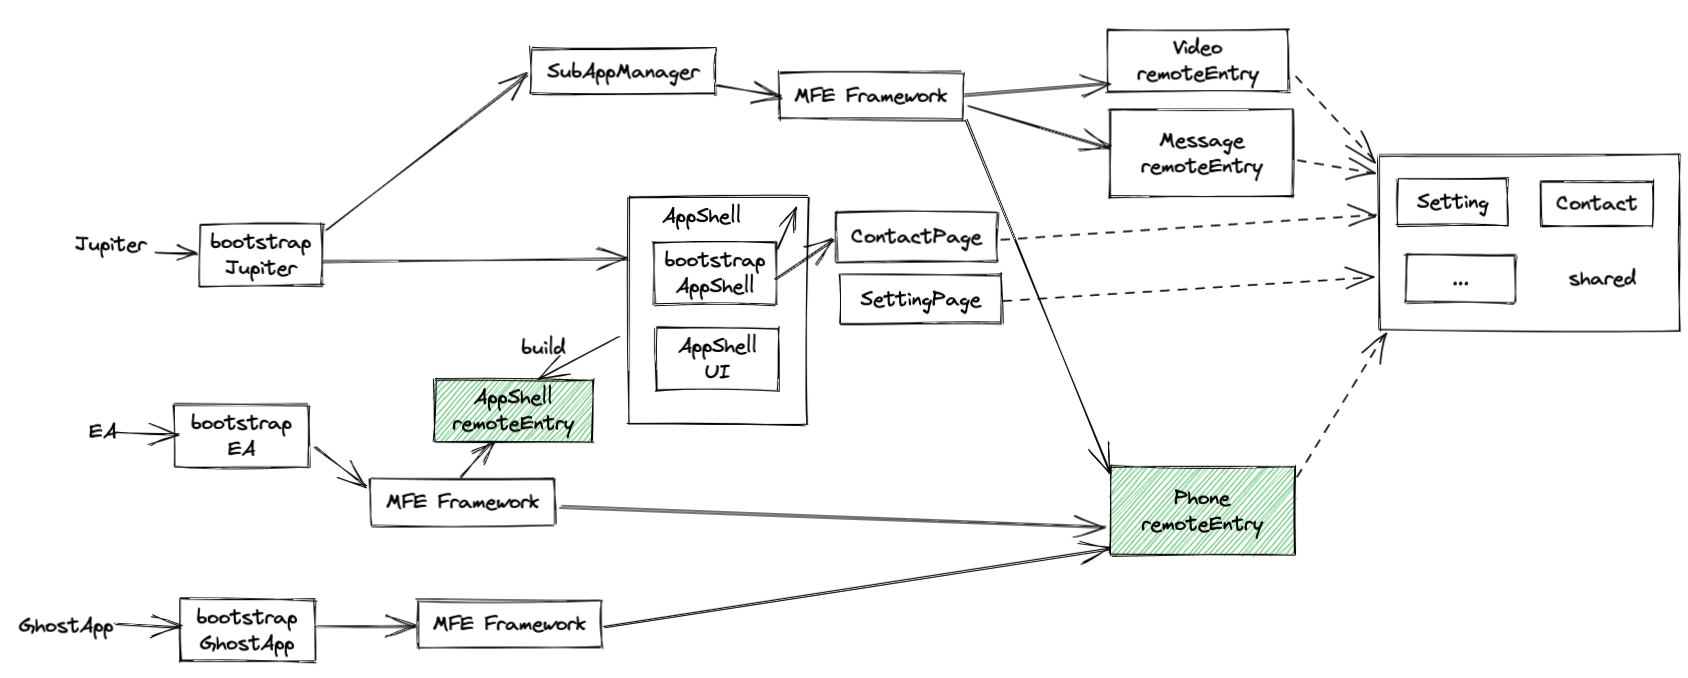 Video
remoteEntry
SubAppManager
MFE Framework
Message
remoteEntry
Setting
Contact
...
shared
AppShell
bootstrap
AppShell
AppShell
UI
ContactPage
SettingPage
Jupiter
bootstrap
Jupiter
build
AppShell
remoteEntry
EA
bootstrap
EA
MFE Framework
Phone
remoteEntry
GhostApp
bootstrap
GhostApp
MFE Framework